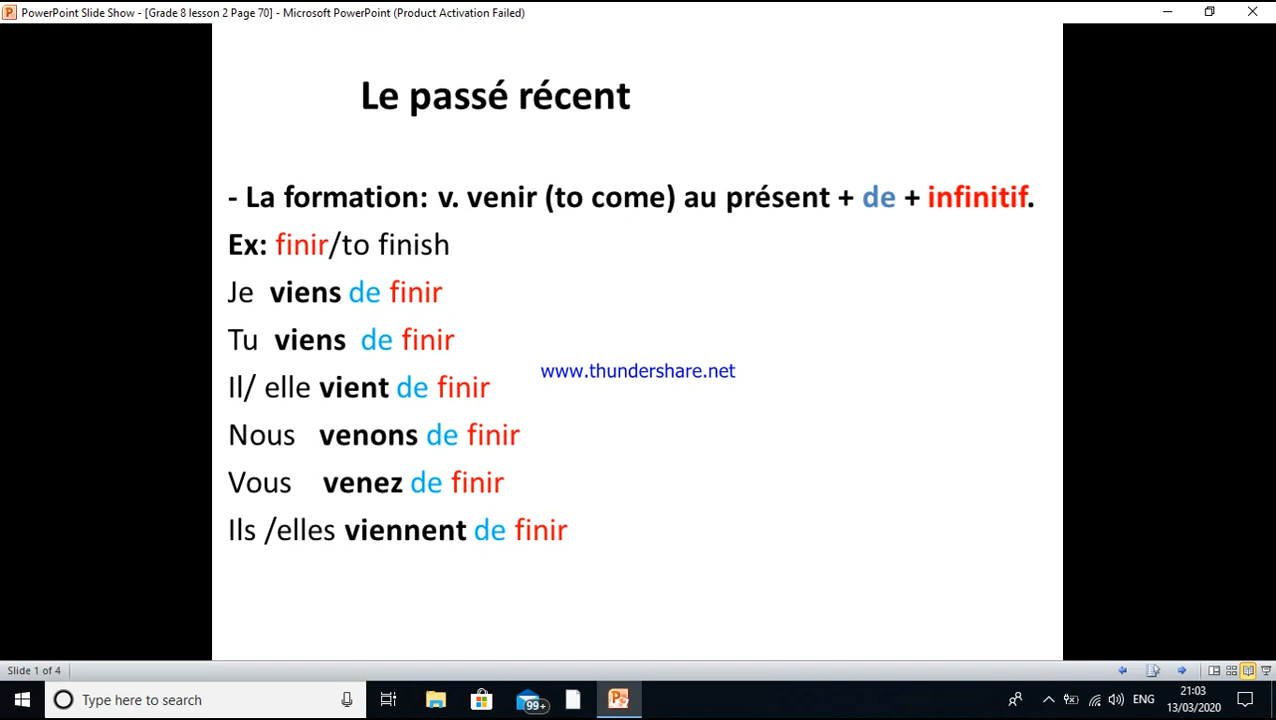 PowerPoint Slide Show - [Grade 8 lesson 2 Page 70] - Microsoft PowerPoint (Product Activation Failed)
Le passé récent
- La formation: v. venir (to come) au présent + de + infinitif.
Ex: finir/to finish
Je viens de finir
Tu viens de finir
www.thundershare.net
Il/ elle vient de finir
Nous venons de finir
Vous venez de finir
Ils /elles viennent de finir
Slide 1 of 4
Type here to search
99+
ENG
21:03
13/03/2020